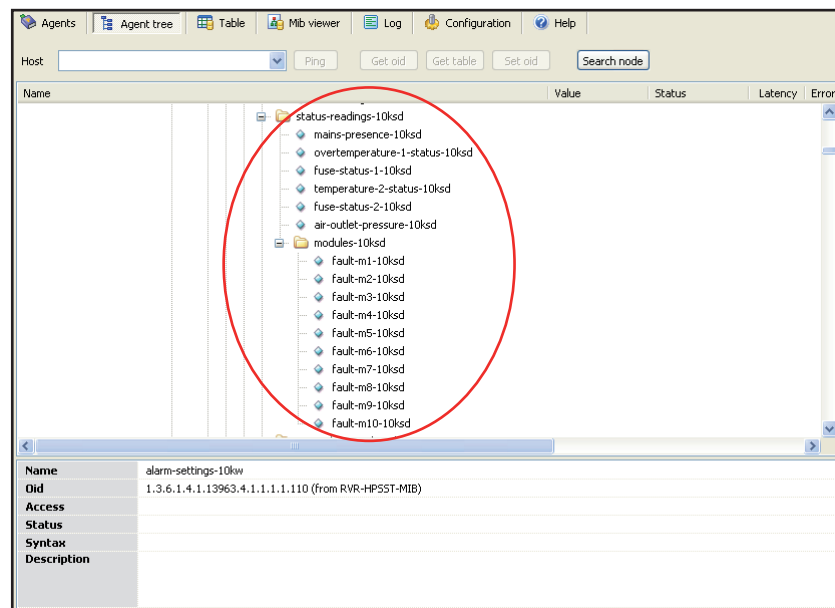 Agents Agent tree Table Mib viewer Log Configuration Help
Host Ping Get oid Get table Set oid Search node
Name Value Status Latency Error
status-readings-10ksd
mains-presence-10ksd
overtemperature-1-status-10ksd
fuse-status-1-10ksd
temperature-2-status-10ksd
fuse-status-2-10ksd
air-outlet-pressure-10ksd
modules-10ksd
fault-m1-10ksd
fault-m2-10ksd
fault-m3-10ksd
fault-m4-10ksd
fault-m5-10ksd
fault-m6-10ksd
fault-m7-10ksd
fault-m8-10ksd
fault-m9-10ksd
fault-m10-10ksd
Name alarm-settings-10kw
Oid 1.3.6.1.4.1.13963.4.1.1.1.1.110 (from RVR-HPSST-MIB)
Access
Status
Syntax
Description